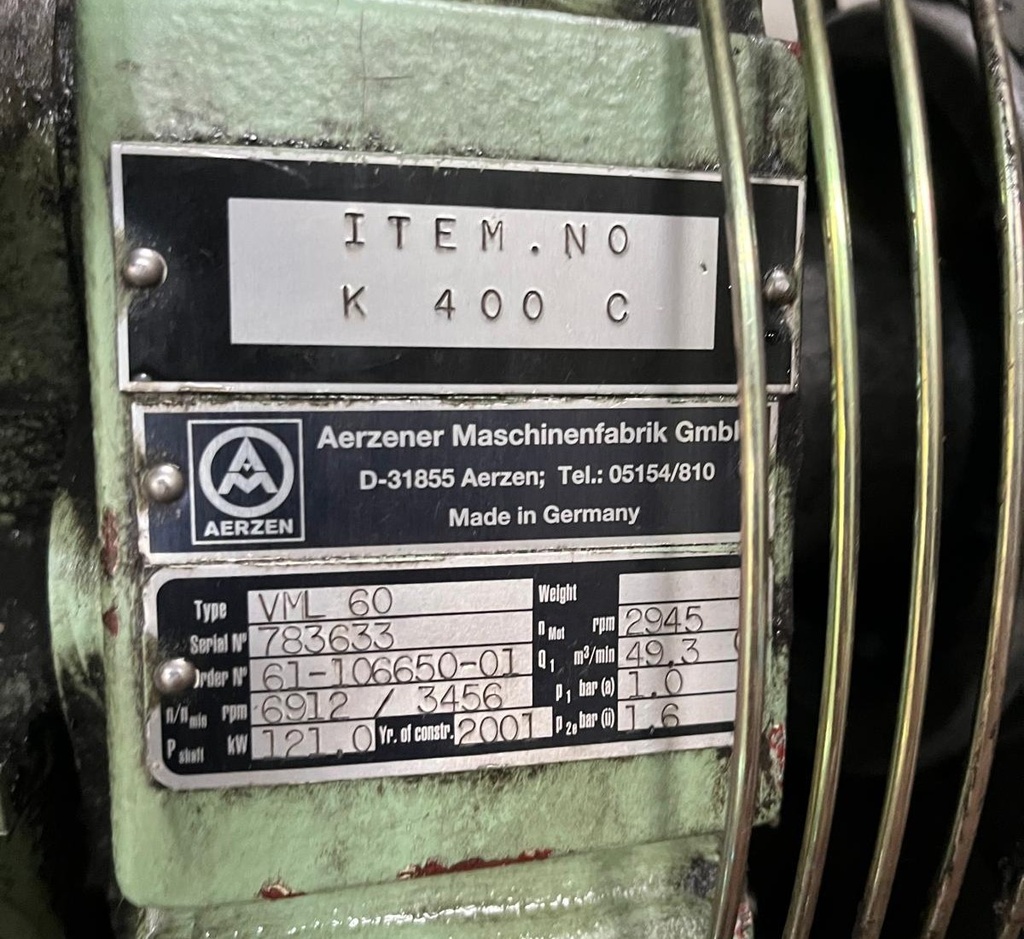 ITEM.NO
K 400 C
Aerzener Maschinenfabrik
D-31855 Aerzen; Tel.: 05154/810
Made in Germany
AERZEN
Type VML 60
Serial Nº 783633
Order Nº 61-106650-01
n/n min rpm 6912 / 3456
P shaft kW 121.0 Yr. of constr. 2001
Weight
n Mot rpm 2945
Q1 m³/min 49.3
p1 bar (a) 1.0
p2e bar (ü) 1.6